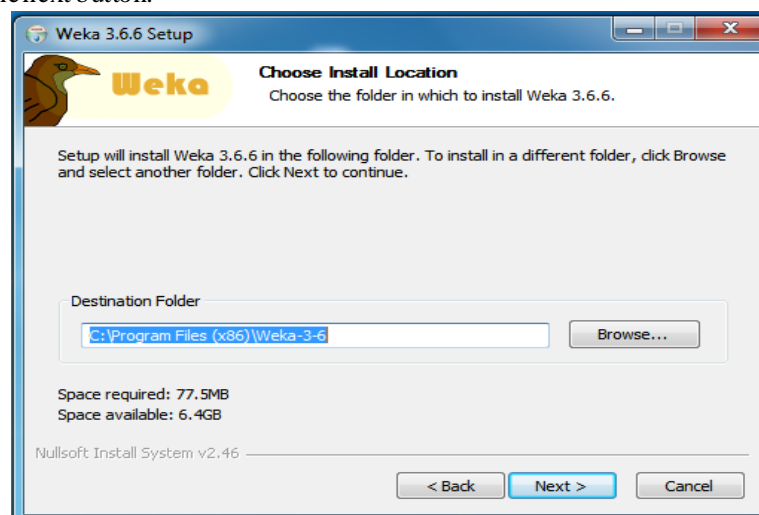 next button.
Weka 3.6.6 Setup
Weka
Choose Install Location
Choose the folder in which to install Weka 3.6.6.
Setup will install Weka 3.6.6 in the following folder. To install in a different folder, click Browse
and select another folder. Click Next to continue.
Destination Folder
C:\Program Files (x86)\Weka-3-6
Browse...
Space required: 77.5MB
Space available: 6.4GB
Nullsoft Install System v2.46
< Back
Next >
Cancel